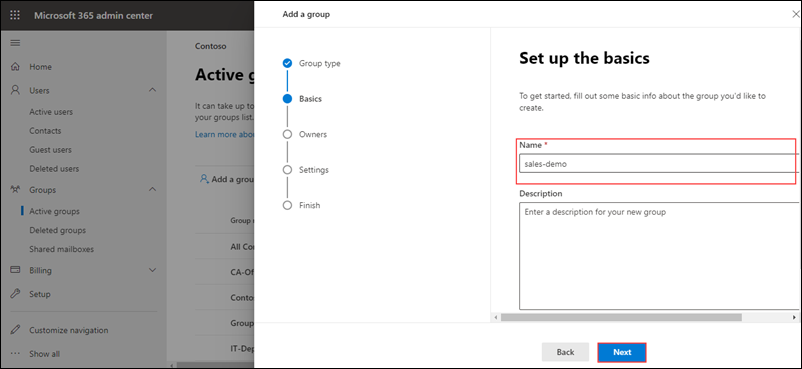 Microsoft 365 admin center
Home
Users
Active users
Contacts
Guest users
Deleted users
Groups
Active groups
Deleted groups
Shared mailboxes
Billing
Setup
Customize navigation
Show all
Contoso
Active g
It can take up to
your groups list.
Learn more abou
Add a grou
Group
All Co
CA-Of
Conto
Group
IT-Dep
Add a group
Group type
Basics
Owners
Settings
Finish
Set up the basics
To get started, fill out some basic info about the group you'd like to
create.
Name *
sales-demo
Description
Enter a description for your new group
Back
Next